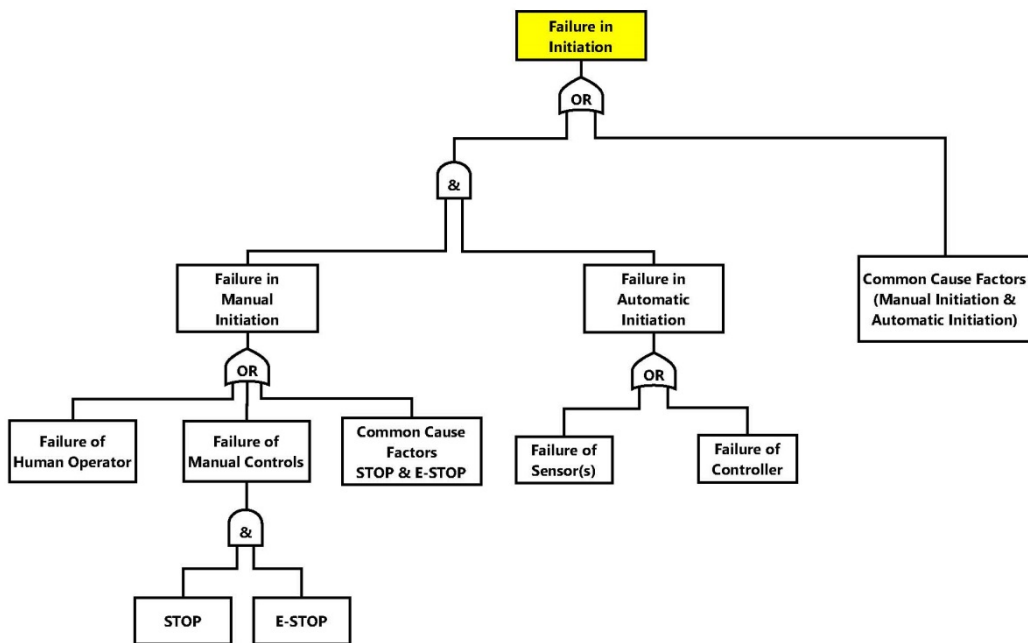 Failure in
Initiation
OR
&
Failure in
Manual
Initiation
Failure in
Automatic
Initiation
Common Cause Factors
(Manual Initiation &
Automatic Initiation)
OR
OR
Failure of
Human Operator
Failure of
Manual Controls
Common Cause
Factors
STOP & E-STOP
Failure of
Sensor(s)
Failure of
Controller
&
STOP
E-STOP